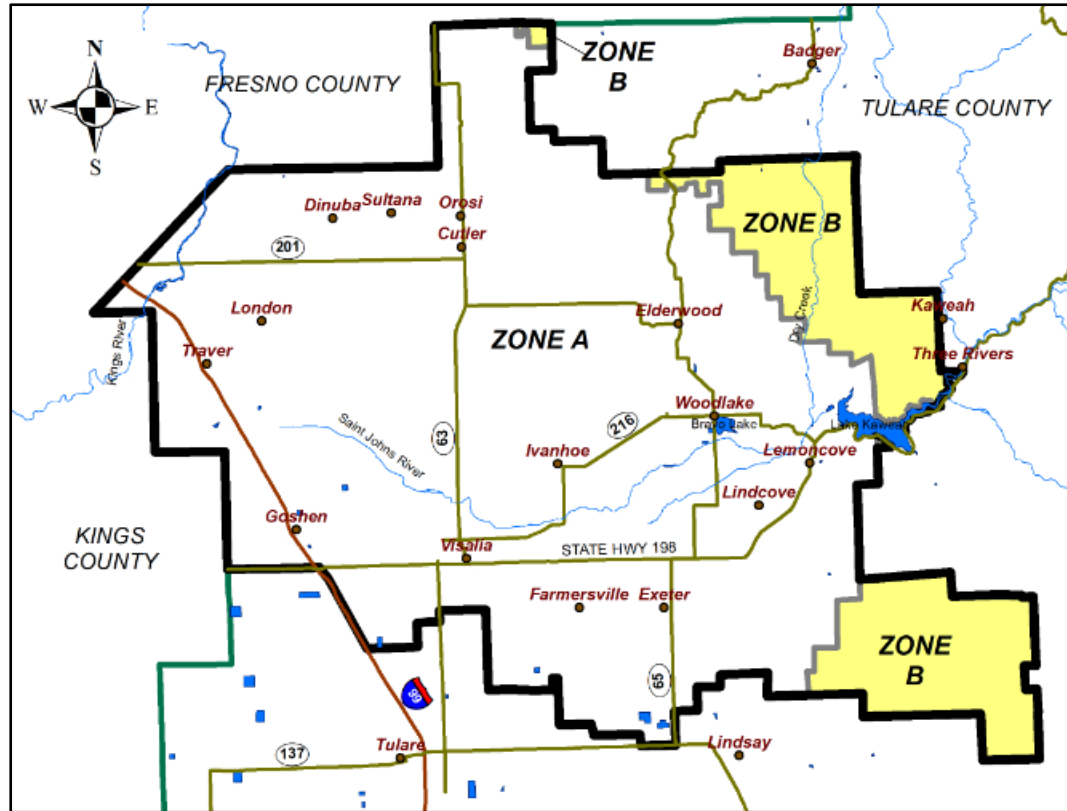 N
W E
S
FRESNO COUNTY
ZONE
B
Badger
TULARE COUNTY
Dinuba
Sultana
Orosi
Cutler
201
ZONE B
London
Kings River
Traver
ZONE A
Elderwood
Dry Creek
Kaweah
Three Rivers
Saint Johns River
63
216
Woodlake
Bravo Lake
Lake Kaweah
Ivanhoe
Lemoncove
Lindcove
Goshen
KINGS
COUNTY
Visalia
STATE HWY 198
Farmersville
Exeter
ZONE
B
99
65
137
Tulare
Lindsay